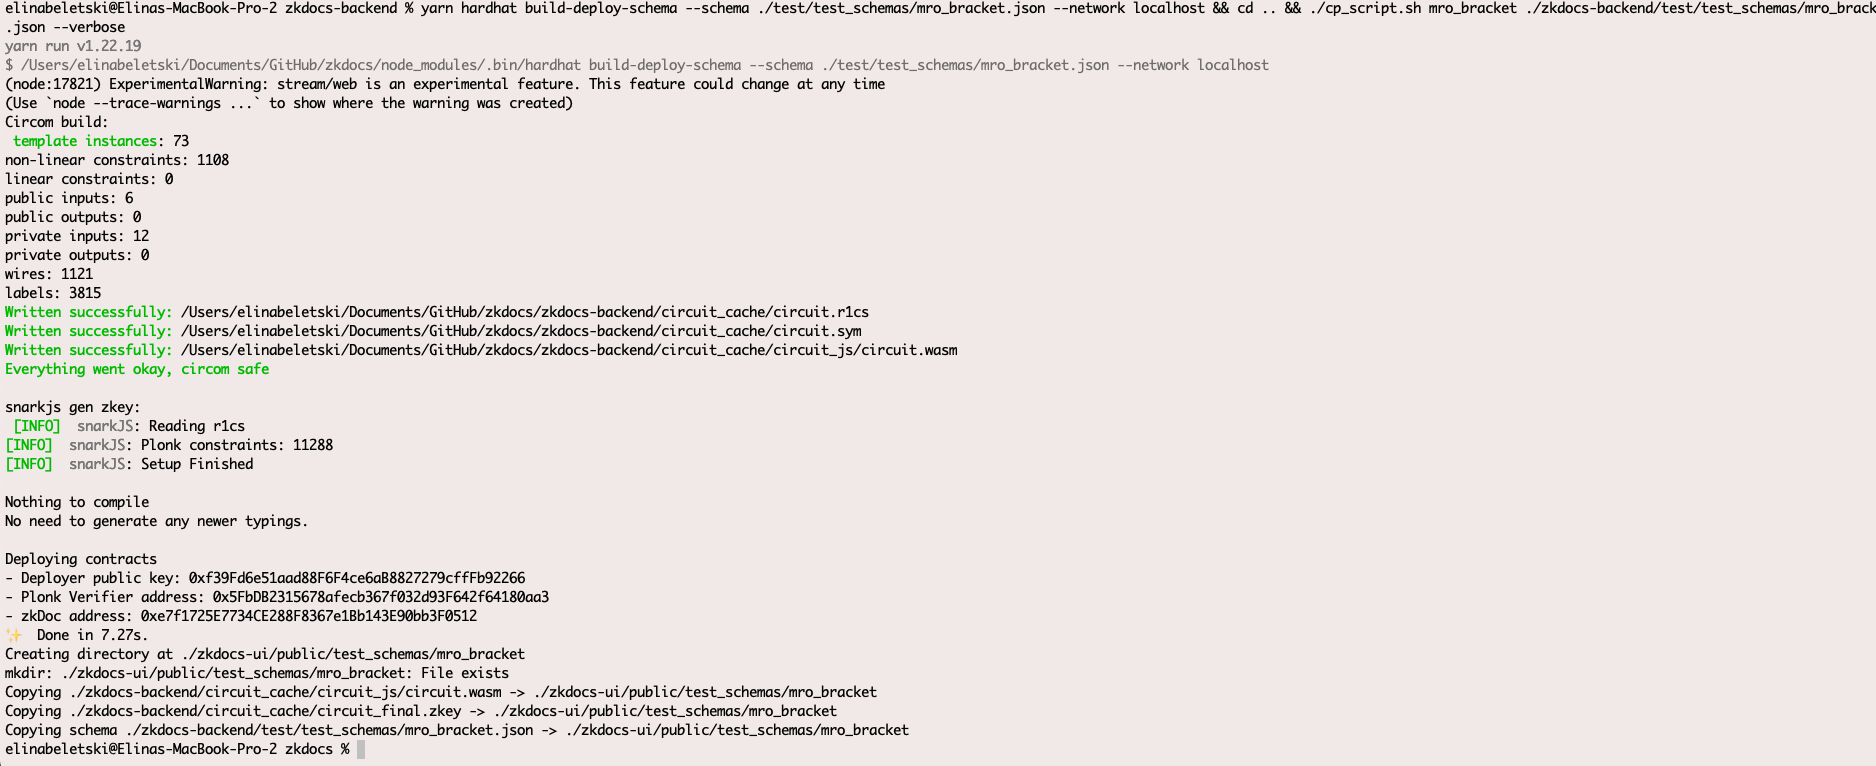 elinabeletski@Elinas-MacBook-Pro-2 zkdocs-backend % yarn hardhat build-deploy-schema --schema ./test/test_schemas/mro_bracket.json --network localhost && cd .. && ./cp_script.sh mro_bracket ./zkdocs-backend/test/test_schemas/mro_brack
.json --verbose
yarn run v1.22.19
$ /Users/elinabeletski/Documents/GitHub/zkdocs/node_modules/.bin/hardhat build-deploy-schema --schema ./test/test_schemas/mro_bracket.json --network localhost
(node:17821) ExperimentalWarning: stream/web is an experimental feature. This feature could change at any time
(Use `node --trace-warnings ...` to show where the warning was created)
Circom build:
template instances: 73
non-linear constraints: 1108
linear constraints: 0
public inputs: 6
public outputs: 0
private inputs: 12
private outputs: 0
wires: 1121
labels: 3815
Written successfully: /Users/elinabeletski/Documents/GitHub/zkdocs/zkdocs-backend/circuit_cache/circuit.r1cs
Written successfully: /Users/elinabeletski/Documents/GitHub/zkdocs/zkdocs-backend/circuit_cache/circuit.sym
Written successfully: /Users/elinabeletski/Documents/GitHub/zkdocs/zkdocs-backend/circuit_cache/circuit_js/circuit.wasm
Everything went okay, circom safe
snarkjs gen zkey:
[INFO]  snarkJS: Reading r1cs
[INFO]  snarkJS: Plonk constraints: 11288
[INFO]  snarkJS: Setup Finished
Nothing to compile
No need to generate any newer typings.
Deploying contracts
- Deployer public key: 0xf39Fd6e51aad88F6F4ce6aB8827279cffFb92266
- Plonk Verifier address: 0x5FbDB2315678afecb367f032d93F642f64180aa3
- zkDoc address: 0xe7f1725E7734CE288F8367e1Bb143E90bb3F0512
✨  Done in 7.27s.
Creating directory at ./zkdocs-ui/public/test_schemas/mro_bracket
mkdir: ./zkdocs-ui/public/test_schemas/mro_bracket: File exists
Copying ./zkdocs-backend/circuit_cache/circuit_js/circuit.wasm -> ./zkdocs-ui/public/test_schemas/mro_bracket
Copying ./zkdocs-backend/circuit_cache/circuit_final.zkey -> ./zkdocs-ui/public/test_schemas/mro_bracket
Copying schema ./zkdocs-backend/test/test_schemas/mro_bracket.json -> ./zkdocs-ui/public/test_schemas/mro_bracket
elinabeletski@Elinas-MacBook-Pro-2 zkdocs %